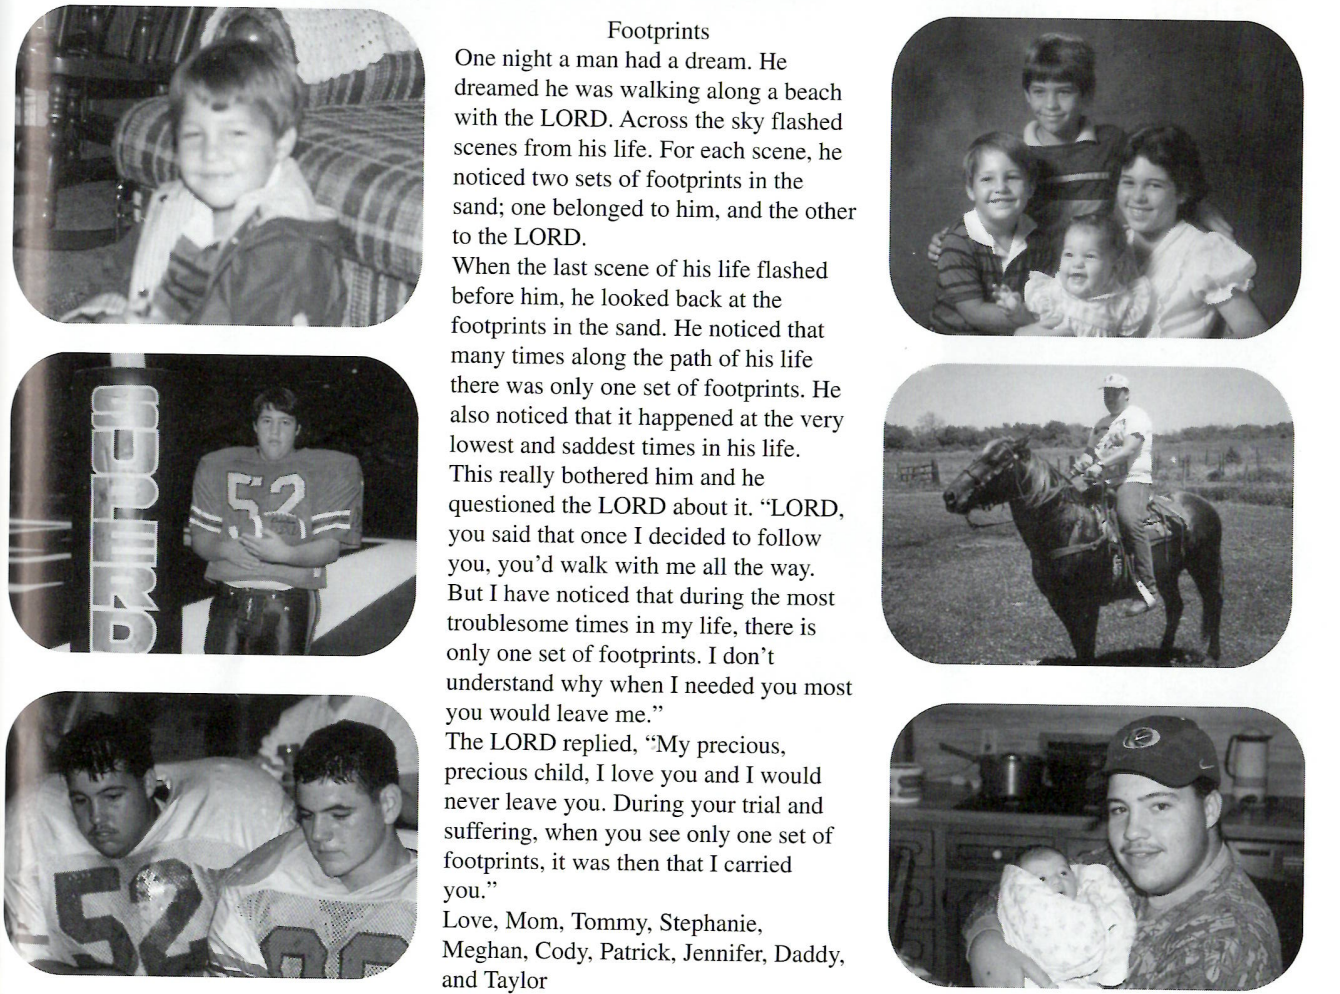 Footprints
One night a man had a dream. He
dreamed he was walking along a beach
with the LORD. Across the sky flashed
scenes from his life. For each scene, he
noticed two sets of footprints in the
sand; one belonged to him, and the other
to the LORD.
When the last scene of his life flashed
before him, he looked back at the
footprints in the sand. He noticed that
many times along the path of his life
there was only one set of footprints. He
also noticed that it happened at the very
lowest and saddest times in his life.
This really bothered him and he
questioned the LORD about it. “LORD,
you said that once I decided to follow
you, you’d walk with me all the way.
But I have noticed that during the most
troublesome times in my life, there is
only one set of footprints. I don’t
understand why when I needed you most
you would leave me.”
The LORD replied, “My precious,
precious child, I love you and I would
never leave you. During your trial and
suffering, when you see only one set of
footprints, it was then that I carried
you.”
Love, Mom, Tommy, Stephanie,
Meghan, Cody, Patrick, Jennifer, Daddy,
and Taylor
SUPERB
52
52